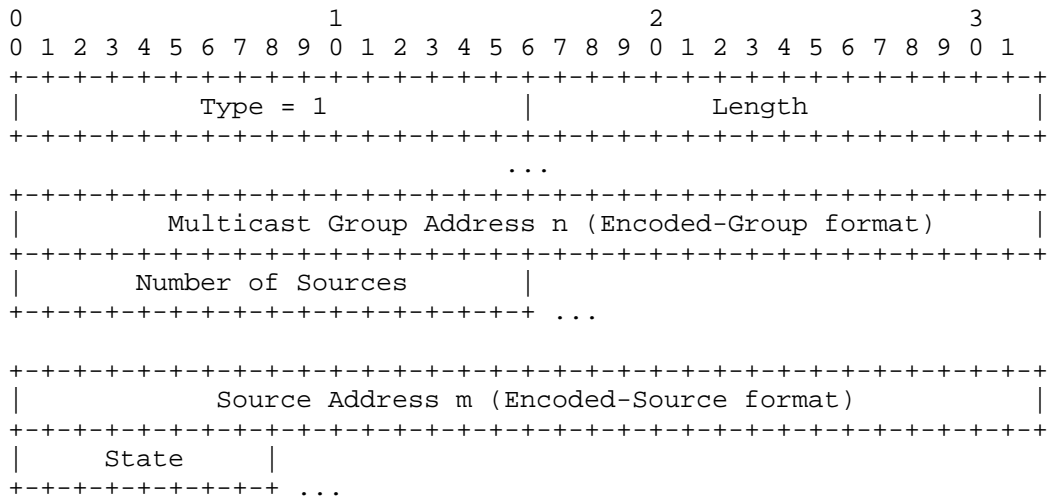 0                   1                   2                   3
0 1 2 3 4 5 6 7 8 9 0 1 2 3 4 5 6 7 8 9 0 1 2 3 4 5 6 7 8 9 0 1
+-+-+-+-+-+-+-+-+-+-+-+-+-+-+-+-+-+-+-+-+-+-+-+-+-+-+-+-+-+-+-+-+
|           Type = 1            |           Length              |
+-+-+-+-+-+-+-+-+-+-+-+-+-+-+-+-+-+-+-+-+-+-+-+-+-+-+-+-+-+-+-+-+
                               ...
+-+-+-+-+-+-+-+-+-+-+-+-+-+-+-+-+-+-+-+-+-+-+-+-+-+-+-+-+-+-+-+-+
|         Multicast Group Address n (Encoded-Group format)      |
+-+-+-+-+-+-+-+-+-+-+-+-+-+-+-+-+-+-+-+-+-+-+-+-+-+-+-+-+-+-+-+-+
|       Number of Sources       |
+-+-+-+-+-+-+-+-+-+-+-+-+-+-+-+-+ ...
+-+-+-+-+-+-+-+-+-+-+-+-+-+-+-+-+-+-+-+-+-+-+-+-+-+-+-+-+-+-+-+-+
|            Source Address m (Encoded-Source format)           |
+-+-+-+-+-+-+-+-+-+-+-+-+-+-+-+-+-+-+-+-+-+-+-+-+-+-+-+-+-+-+-+-+
|     State     |
+-+-+-+-+-+-+-+-+ ...